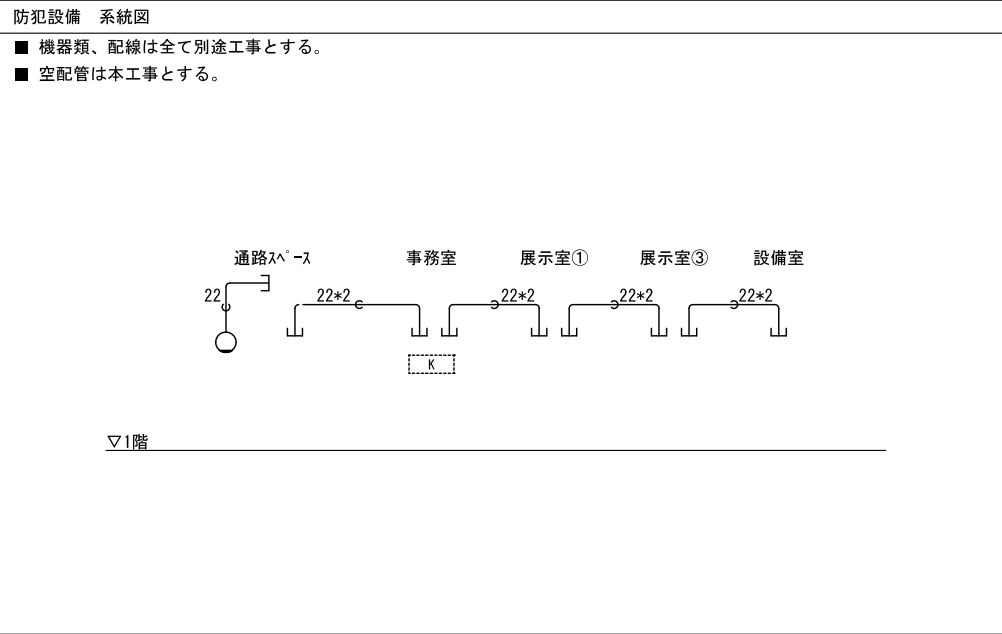 防犯設備　系統図
■ 機器類、配線は全て別途工事とする。
■ 空配管は本工事とする。
通路ｽﾍﾟｰｽ　事務室　展示室①　展示室③　設備室
22　22*2　22*2　22*2　22*2
K
▽1階